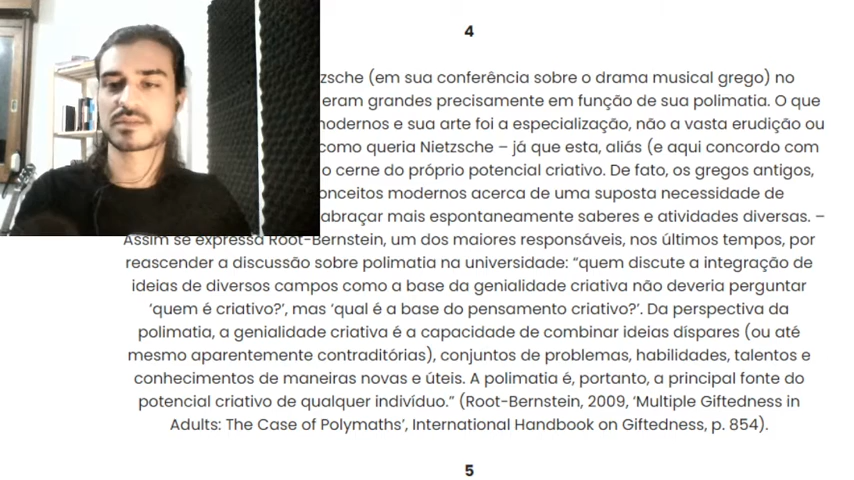 4
zsche (em sua conferência sobre o drama musical grego) no
eram grandes precisamente em função de sua polimatia. O que
modernos e sua arte foi a especialização, não a vasta erudição ou
como queria Nietzsche – já que esta, aliás (e aqui concordo com
o cerne do próprio potencial criativo. De fato, os gregos antigos,
onceitos modernos acerca de uma suposta necessidade de
abraçar mais espontaneamente saberes e atividades diversas. –
Assim se expressa Root-Bernstein, um dos maiores responsáveis, nos últimos tempos, por
reascender a discussão sobre polimatia na universidade: “quem discute a integração de
ideias de diversos campos como a base da genialidade criativa não deveria perguntar
‘quem é criativo?’, mas ‘qual é a base do pensamento criativo?’. Da perspectiva da
polimatia, a genialidade criativa é a capacidade de combinar ideias díspares (ou até
mesmo aparentemente contraditórias), conjuntos de problemas, habilidades, talentos e
conhecimentos de maneiras novas e úteis. A polimatia é, portanto, a principal fonte do
potencial criativo de qualquer indivíduo.” (Root-Bernstein, 2009, ‘Multiple Giftedness in
Adults: The Case of Polymaths’, International Handbook on Giftedness, p. 854).
5